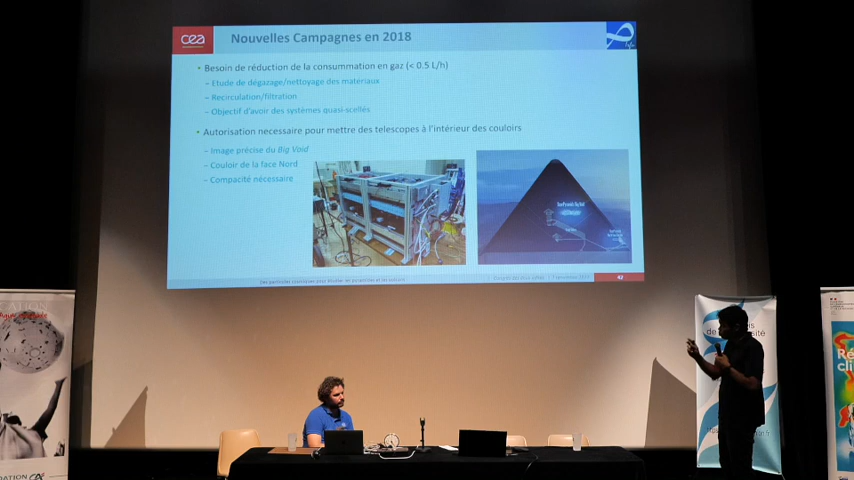 cea
Nouvelles Campagnes en 2018
• Besoin de réduction de la consummation en gaz (< 0.5 L/h)
– Etude de dégazage/nettoyage des materiaux
– Recirculation/filtration
– Objectif d'avoir des systèmes quasi-scellés
• Autorisation necessaire pour mettre des telescopes à l'intérieur des couloirs
– Image précise du Big Void
– Couloir de la face Nord
– Compacité nécessaire
42